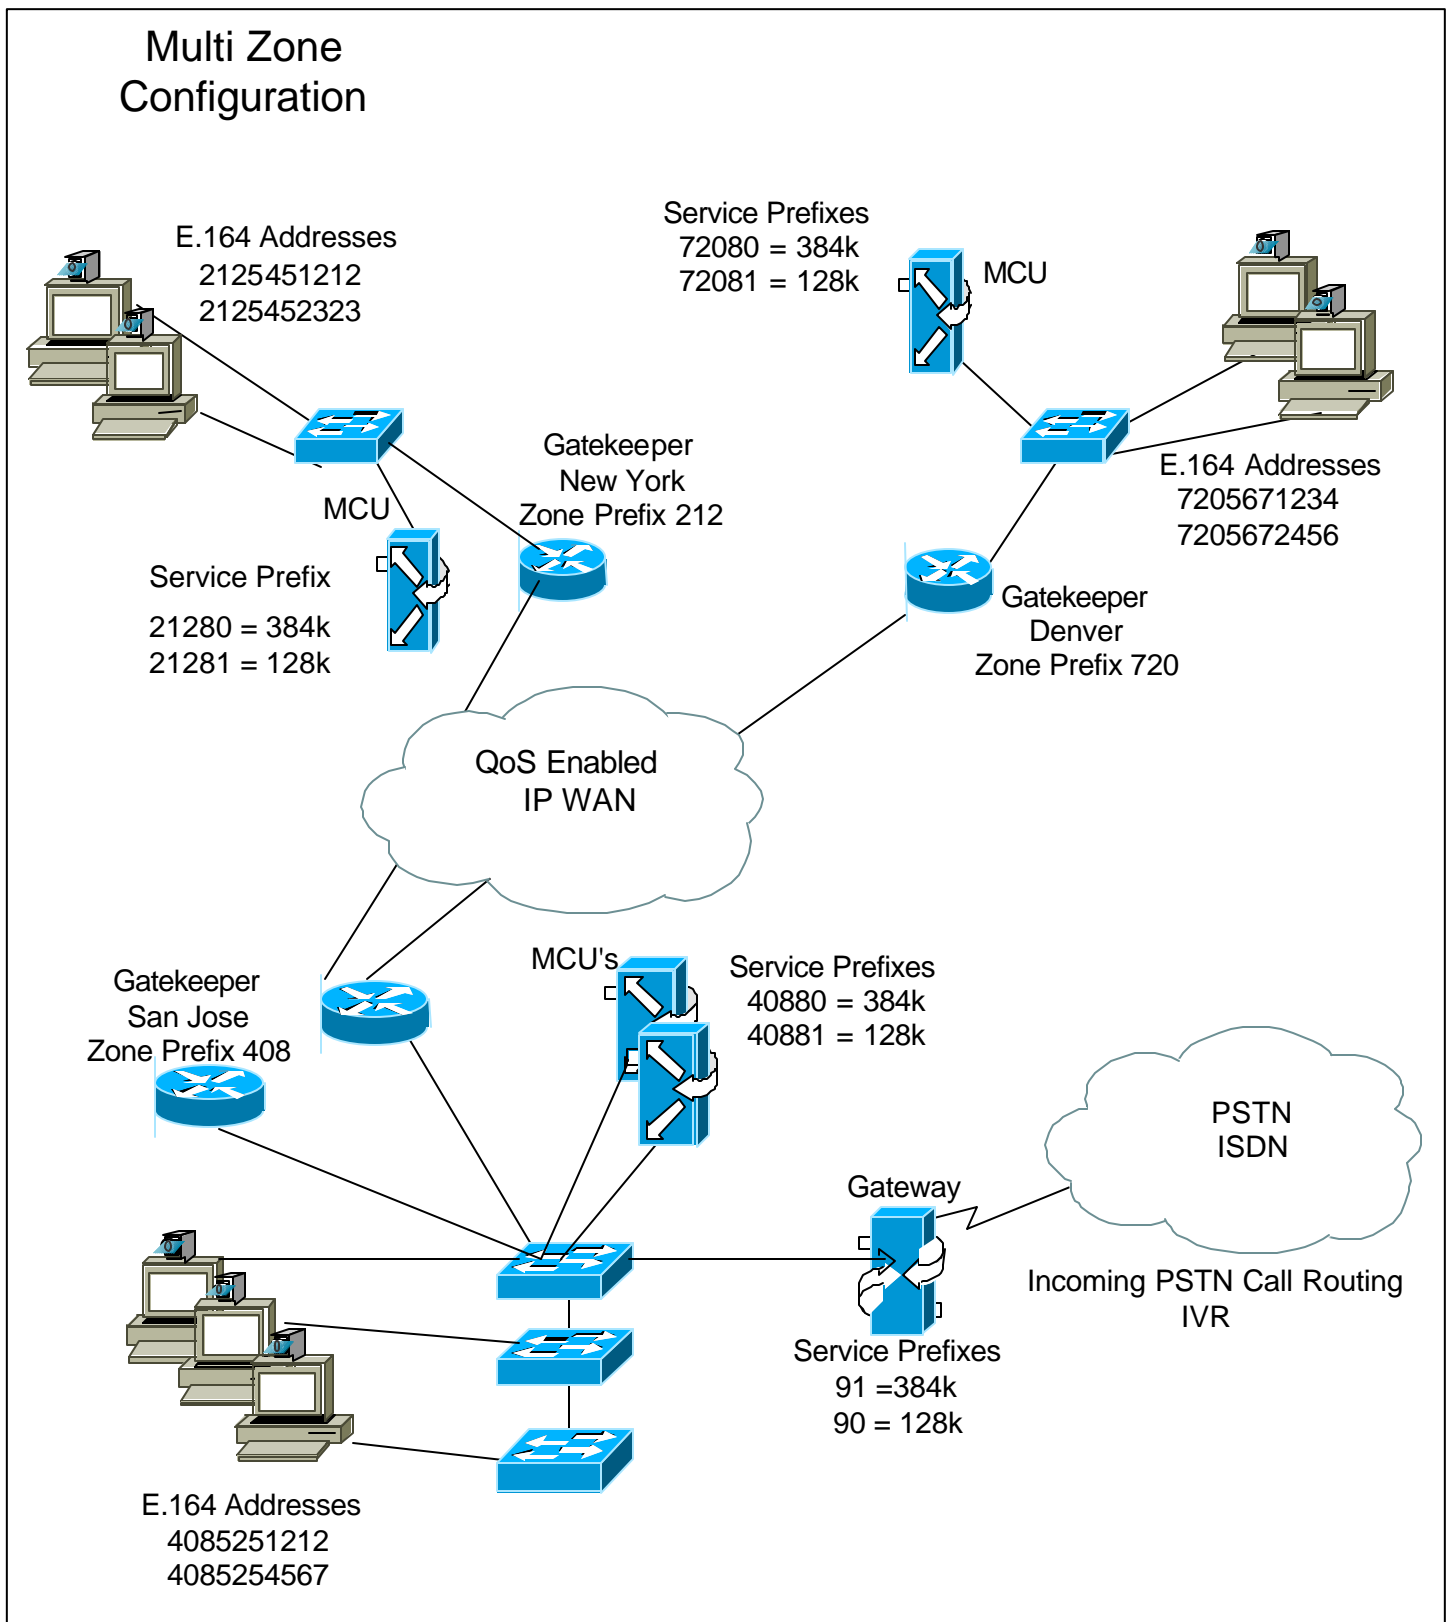 Multi Zone
Configuration
E.164 Addresses
2125451212
2125452323
Service Prefixes
72080 = 384k
72081 = 128k
MCU
Gatekeeper
New York
Zone Prefix 212
MCU
Service Prefix
21280 = 384k
21281 = 128k
E.164 Addresses
7205671234
7205672456
Gatekeeper
Denver
Zone Prefix 720
QoS Enabled
IP WAN
Gatekeeper
San Jose
Zone Prefix 408
MCU's
Service Prefixes
40880 = 384k
40881 = 128k
PSTN
ISDN
Gateway
Incoming PSTN Call Routing
IVR
Service Prefixes
91 =384k
90 = 128k
E.164 Addresses
4085251212
4085254567